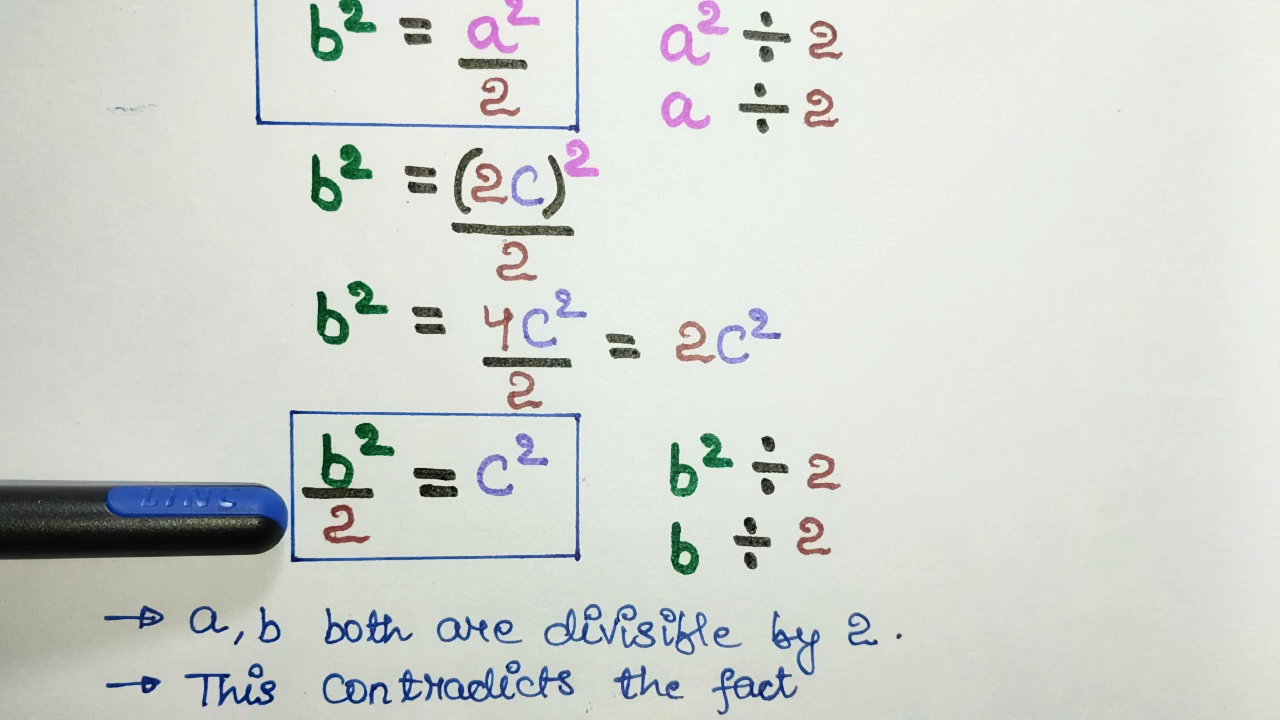 b² = a²/2 a² ÷ 2
a ÷ 2
b² = (2c)²/2
b² = 4c²/2 = 2c²
b²/2 = c² b² ÷ 2
b ÷ 2
LINC
→ a, b both are divisible by 2.
→ This contradicts the fact